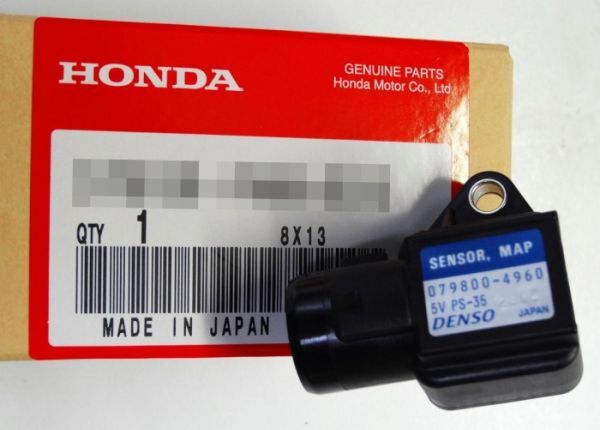 HONDA
GENUINE PARTS
Honda Motor Co., Ltd.
QTY 1 8X13
MADE IN JAPAN
SENSOR, MAP
079800-4960
5V PS-35
DENSO JAPAN